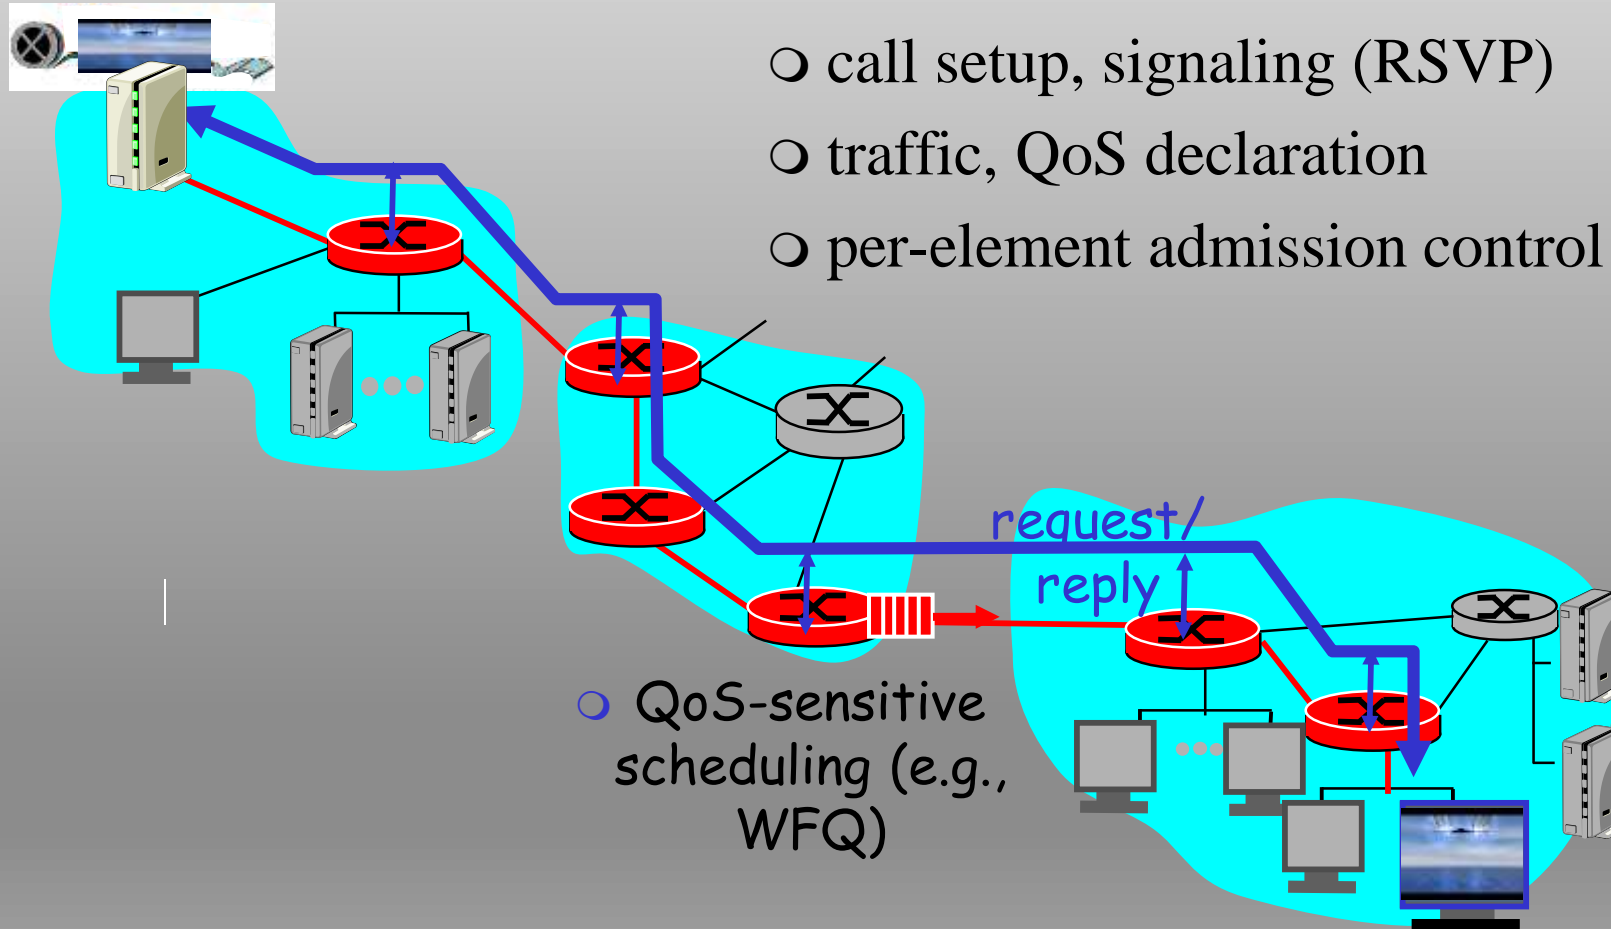 call setup, signaling (RSVP)
traffic, QoS declaration
per-element admission control
request/
reply
QoS-sensitive
scheduling (e.g.,
WFQ)